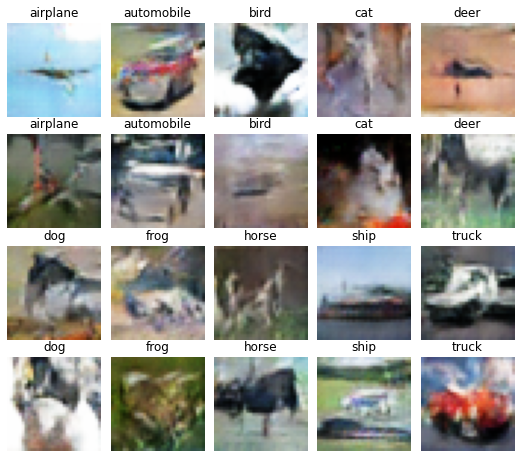 airplane automobile bird cat deer
airplane automobile bird cat deer
dog frog horse ship truck
dog frog horse ship truck